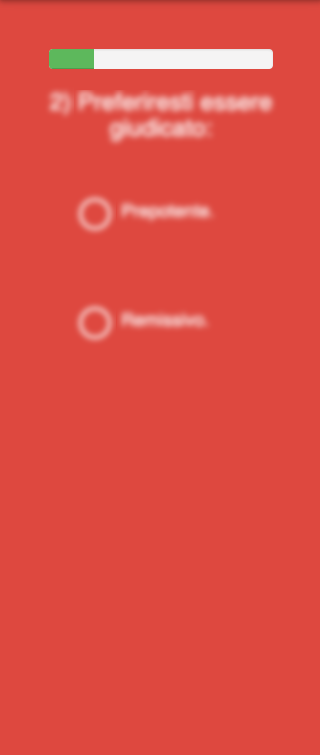 2) Preferiresti essere
giudicato:
Prepotente.
Remissivo.